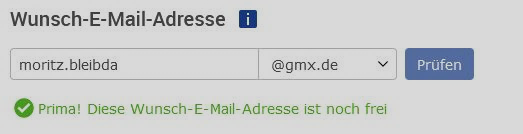 Wunsch-E-Mail-Adresse i
moritz.bleibda @gmx.de Prüfen
Prima! Diese Wunsch-E-Mail-Adresse ist noch frei